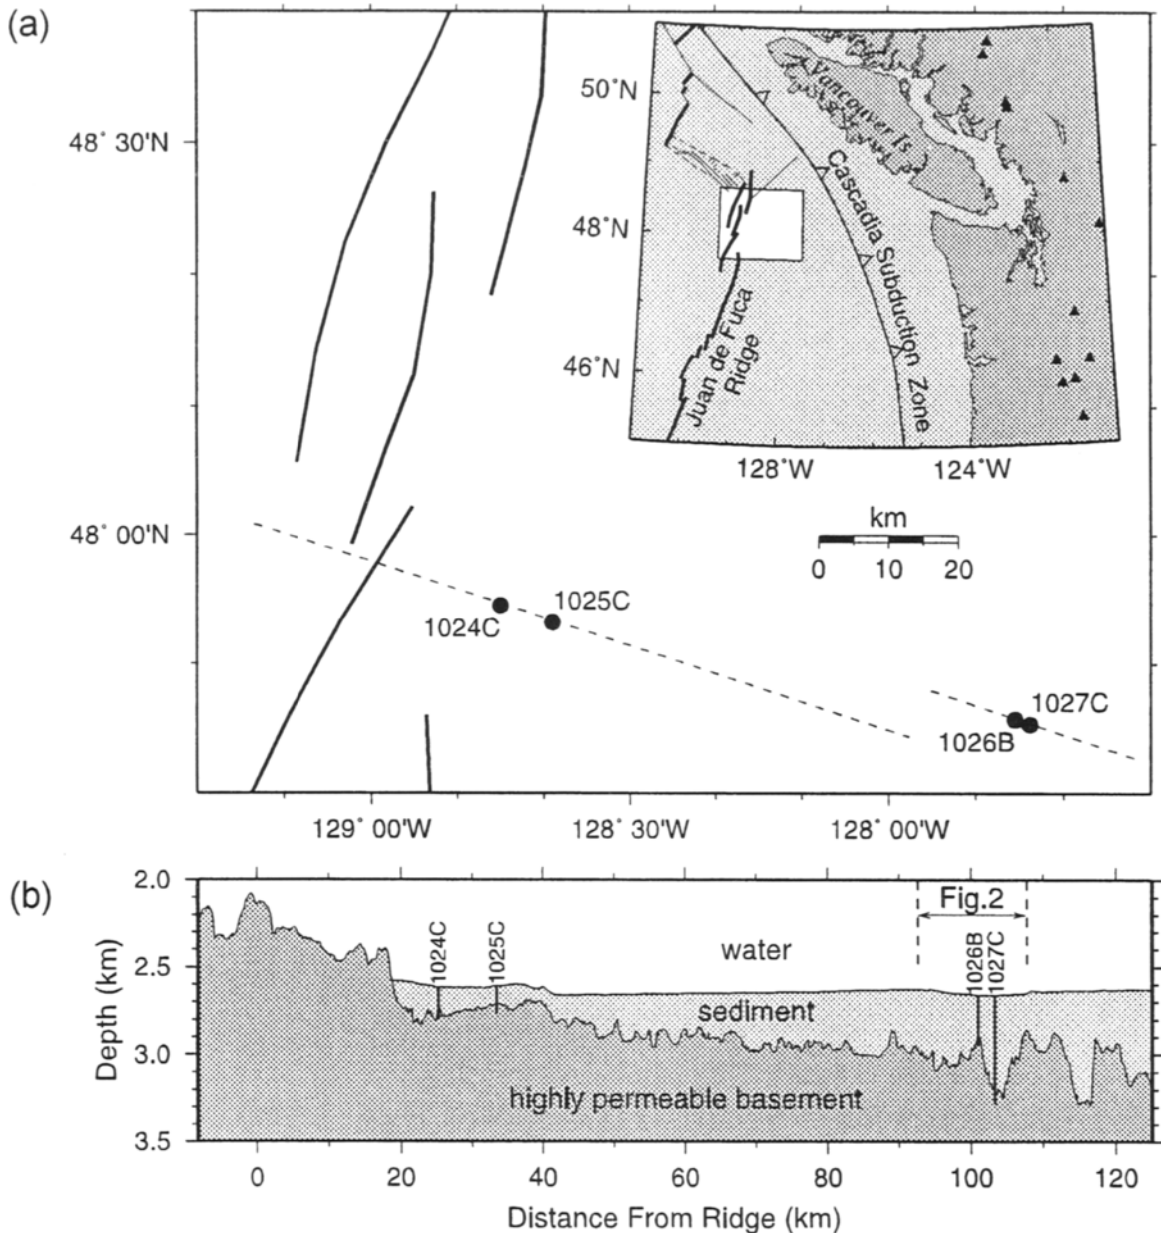 (a)
48° 30'N
48° 00'N
129° 00'W
128° 30'W
128° 00'W
1024C
1025C
1026B
1027C
50°N
48°N
46°N
128°W
124°W
Vancouver Is
Cascadia Subduction Zone
Juan de Fuca
Ridge
km
0 10 20
(b)
Depth (km)
2.0
2.5
3.0
3.5
1024C
1025C
water
Fig.2
1026B
1027C
sediment
highly permeable basement
0 20 40 60 80 100 120
Distance From Ridge (km)